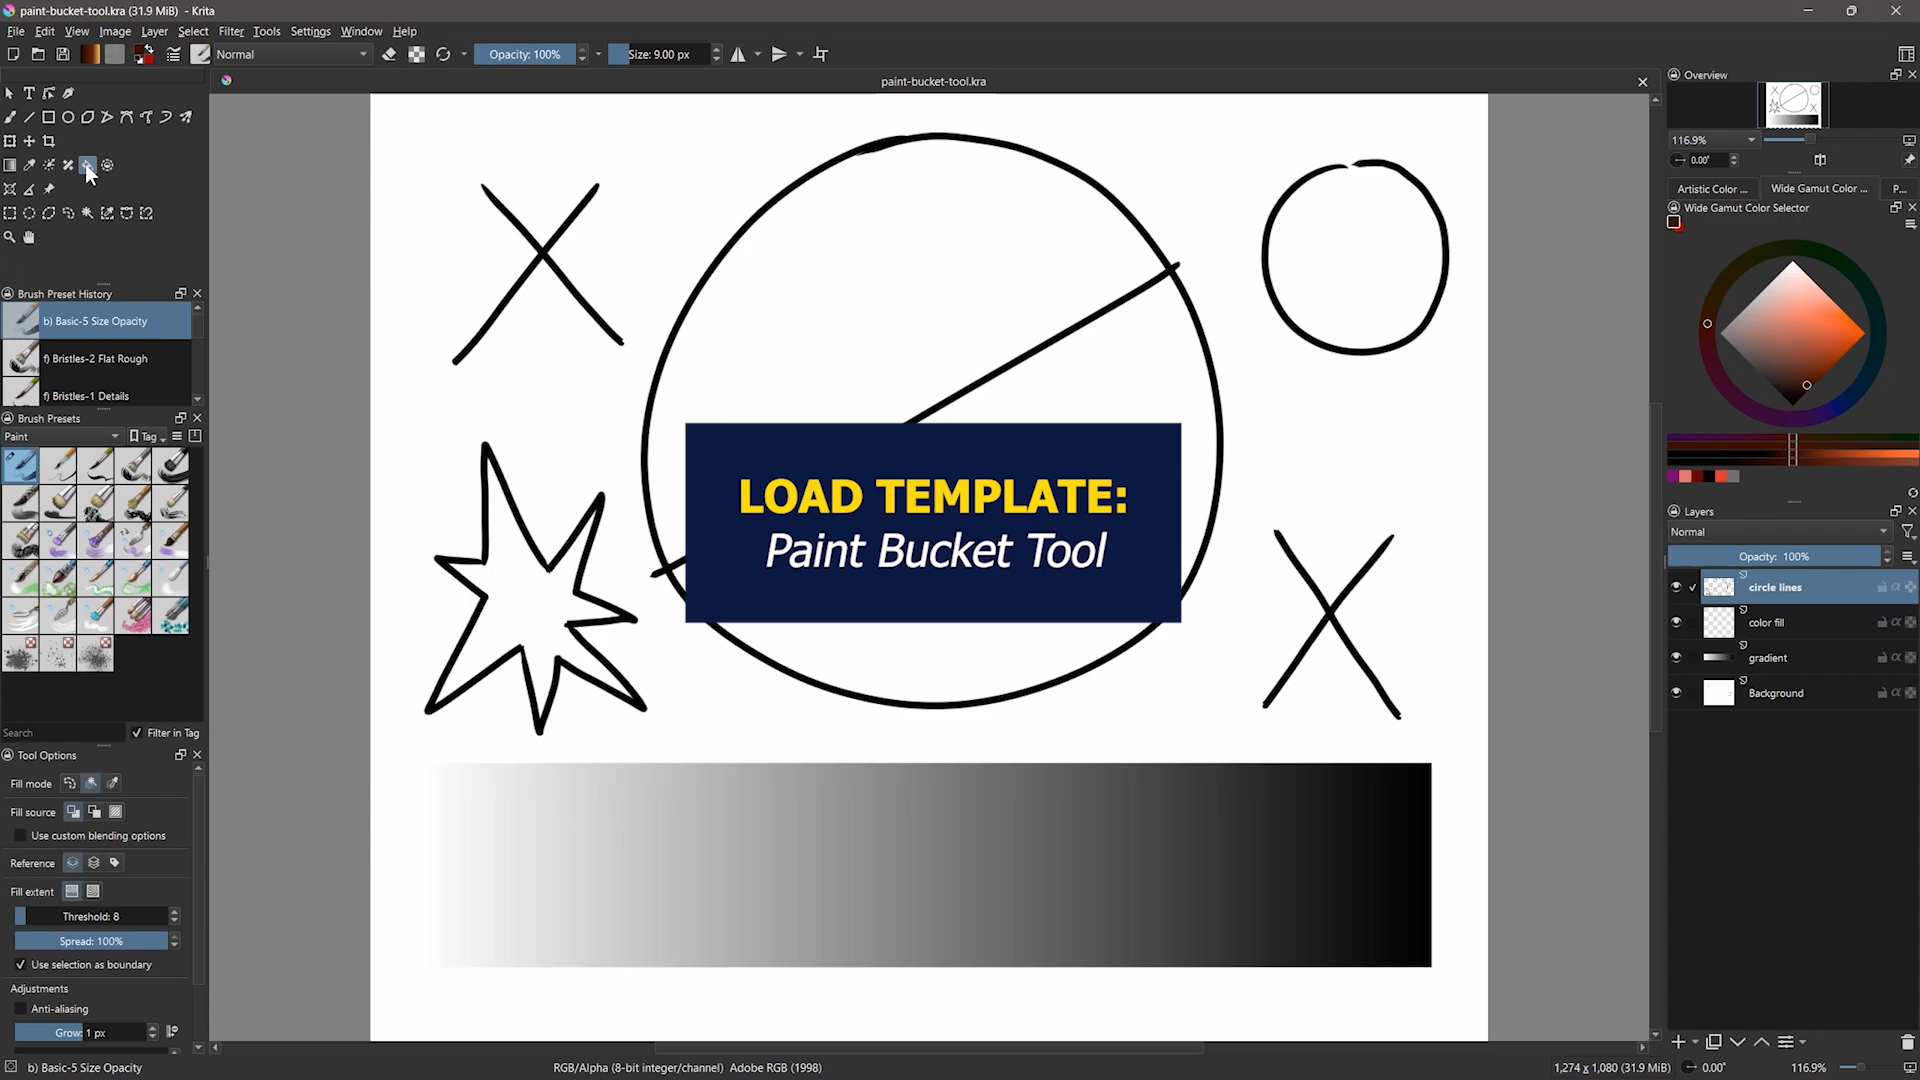 paint-bucket-tool.kra (31.9 MiB) - Krita
File Edit View Image Layer Select Filter Tools Settings Window Help
Normal Opacity: 100% Size: 9.00 px
paint-bucket-tool.kra
Overview
116.9%
0.00°
Artistic Color ... Wide Gamut Color ... P...
Wide Gamut Color Selector
Brush Preset History
b) Basic-5 Size Opacity
f) Bristles-2 Flat Rough
f) Bristles-1 Details
Brush Presets
Paint Tag
LOAD TEMPLATE:
Paint Bucket Tool
Layers
Normal
Opacity: 100%
circle lines
color fill
gradient
Background
Search Filter in Tag
Tool Options
Fill mode
Fill source
Use custom blending options
Reference
Fill extent
Threshold: 8
Spread: 100%
Use selection as boundary
Adjustments
Anti-aliasing
Grow: 1 px
b) Basic-5 Size Opacity RGB/Alpha (8-bit integer/channel) Adobe RGB (1998) 1,274 x 1,080 (31.9 MiB) 0.00° 116.9%